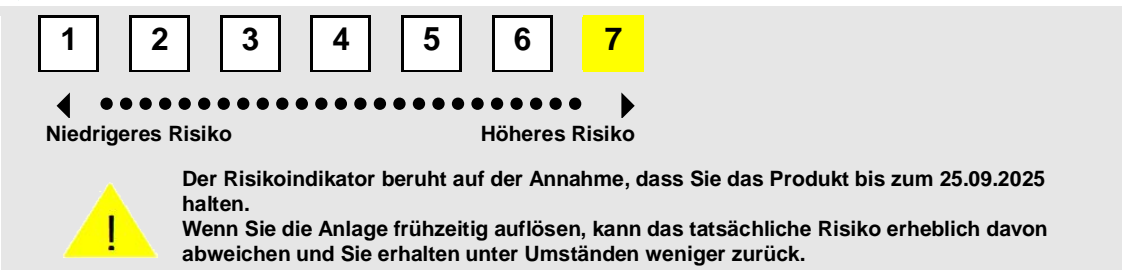 1 2 3 4 5 6 7
Niedrigeres Risiko Höheres Risiko
Der Risikoindikator beruht auf der Annahme, dass Sie das Produkt bis zum 25.09.2025
halten.
Wenn Sie die Anlage frühzeitig auflösen, kann das tatsächliche Risiko erheblich davon
abweichen und Sie erhalten unter Umständen weniger zurück.
!